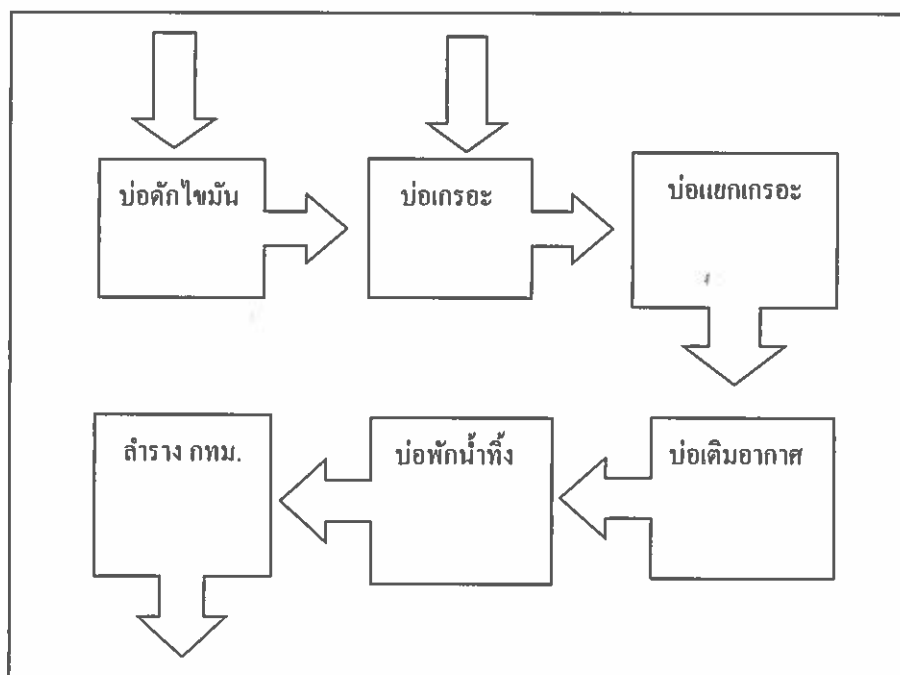 บ่อดักไขมัน
บ่อเกรอะ
บ่อแยกเกรอะ
บ่อเติมอากาศ
บ่อพักน้ำทิ้ง
ลำราง กทม.